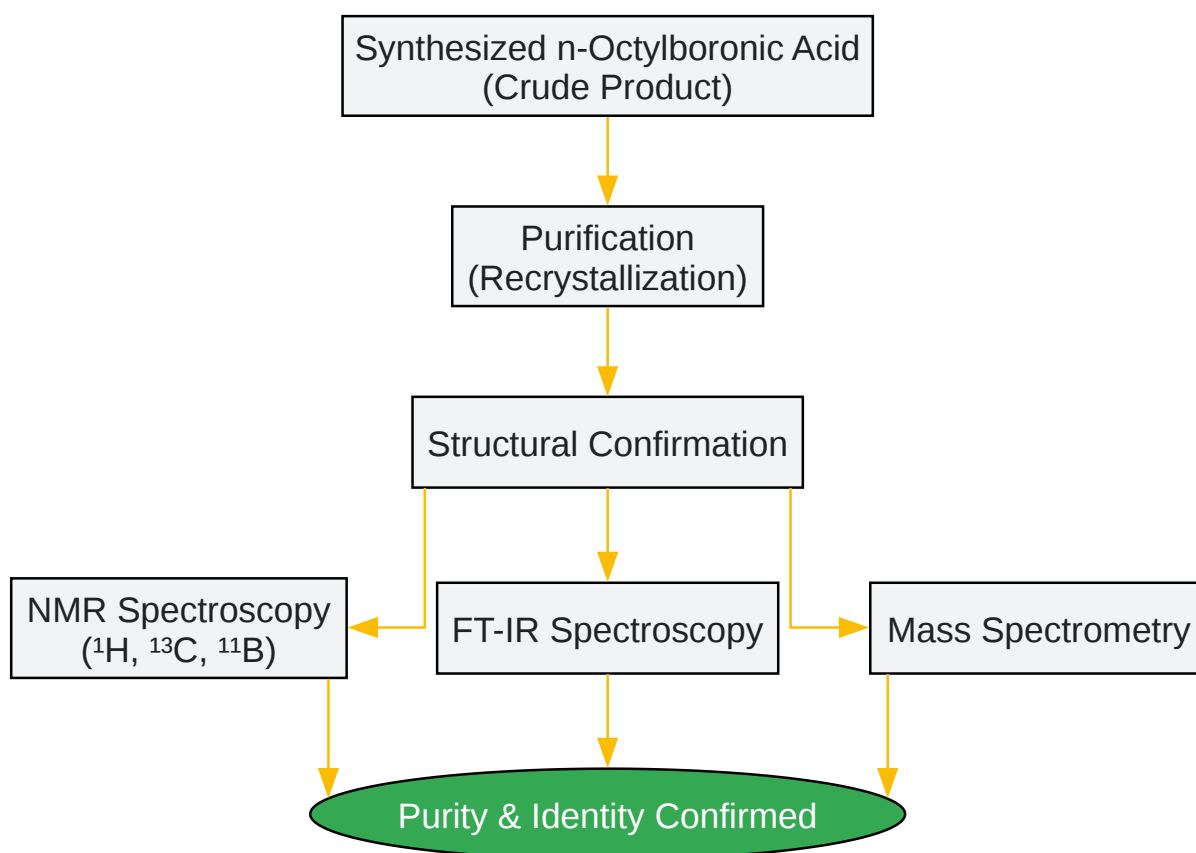 Synthesized n-Octylboronic Acid
(Crude Product)
Purification
(Recrystallization)
Structural Confirmation
NMR Spectroscopy
(¹H, ¹³C, ¹¹B)
FT-IR Spectroscopy
Mass Spectrometry
Purity & Identity Confirmed